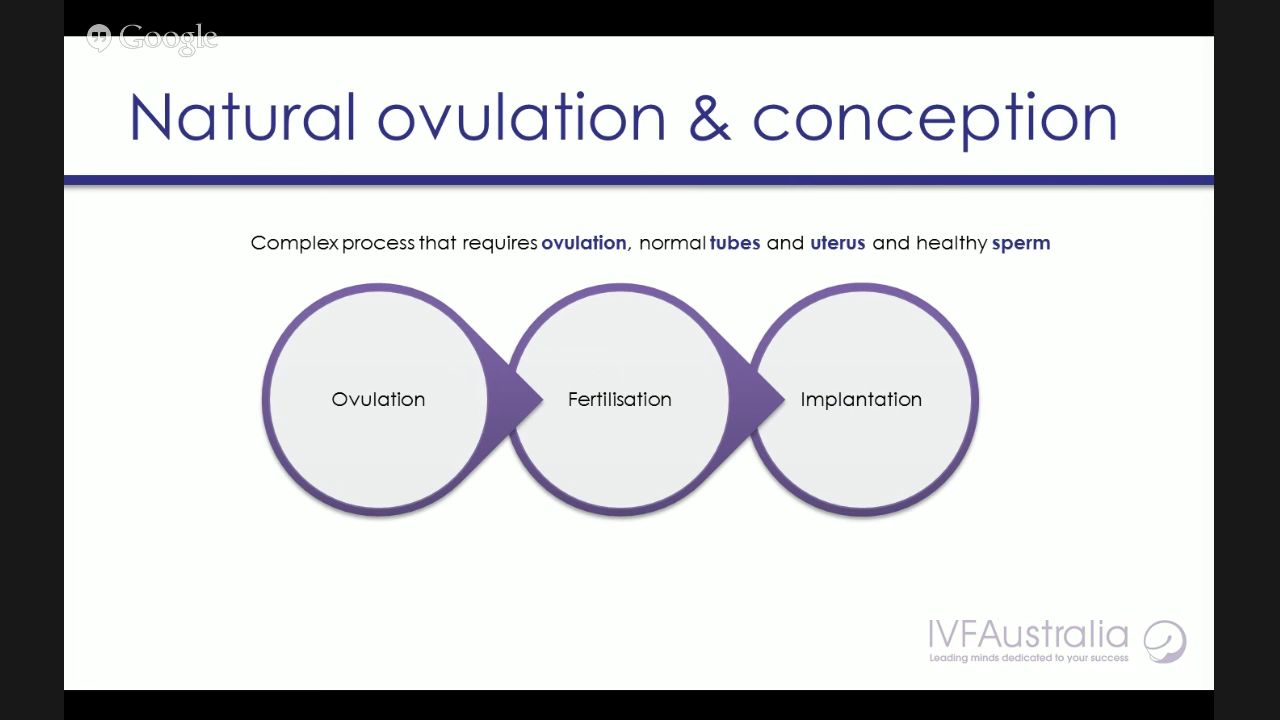 Google
Natural ovulation & conception
Complex process that requires ovulation, normal tubes and uterus and healthy sperm
Ovulation
Fertilisation
Implantation
IVFAustralia
Leading minds dedicated to your success